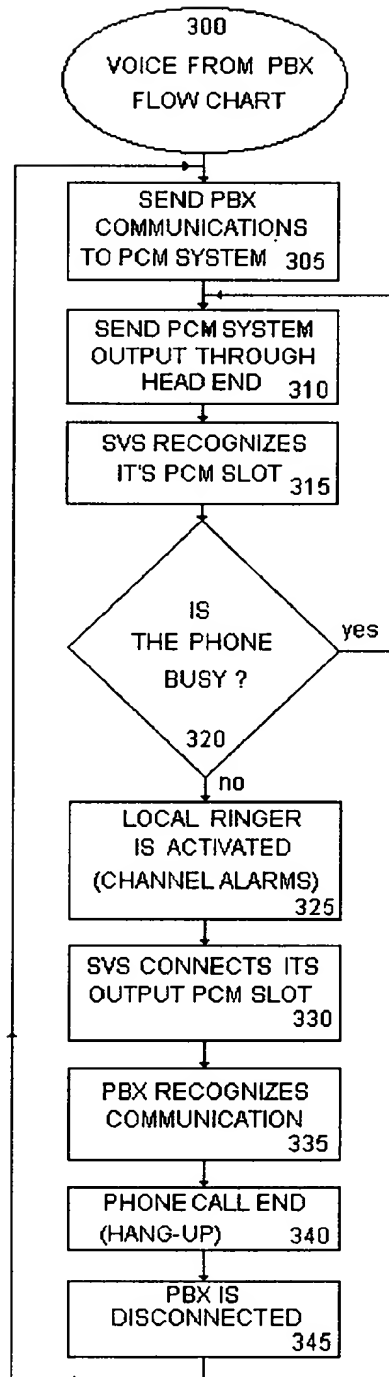 300
VOICE FROM PBX
FLOW CHART
SEND PBX
COMMUNICATIONS
TO PCM SYSTEM 305
SEND PCM SYSTEM
OUTPUT THROUGH
HEAD END 310
SVS RECOGNIZES
IT'S PCM SLOT 315
IS
THE PHONE
BUSY ?
320
yes
no
LOCAL RINGER
IS ACTIVATED
(CHANNEL ALARMS)
325
SVS CONNECTS ITS
OUTPUT PCM SLOT
330
PBX RECOGNIZES
COMMUNICATION
335
PHONE CALL END
(HANG-UP) 340
PBX IS
DISCONNECTED
345